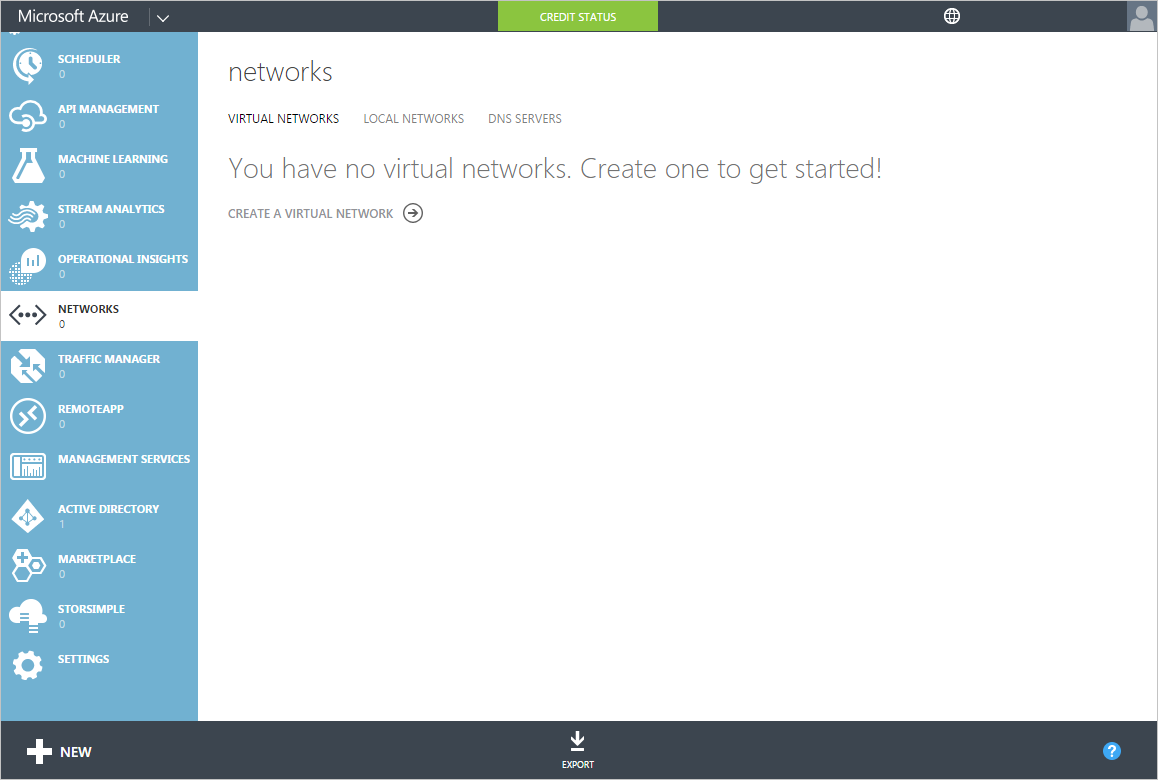 Microsoft Azure
CREDIT STATUS
SCHEDULER
0
API MANAGEMENT
0
MACHINE LEARNING
0
STREAM ANALYTICS
0
OPERATIONAL INSIGHTS
0
NETWORKS
0
TRAFFIC MANAGER
0
REMOTEAPP
0
MANAGEMENT SERVICES
ACTIVE DIRECTORY
1
MARKETPLACE
0
STORSIMPLE
0
SETTINGS
networks
VIRTUAL NETWORKS LOCAL NETWORKS DNS SERVERS
You have no virtual networks. Create one to get started!
CREATE A VIRTUAL NETWORK
NEW
EXPORT
?